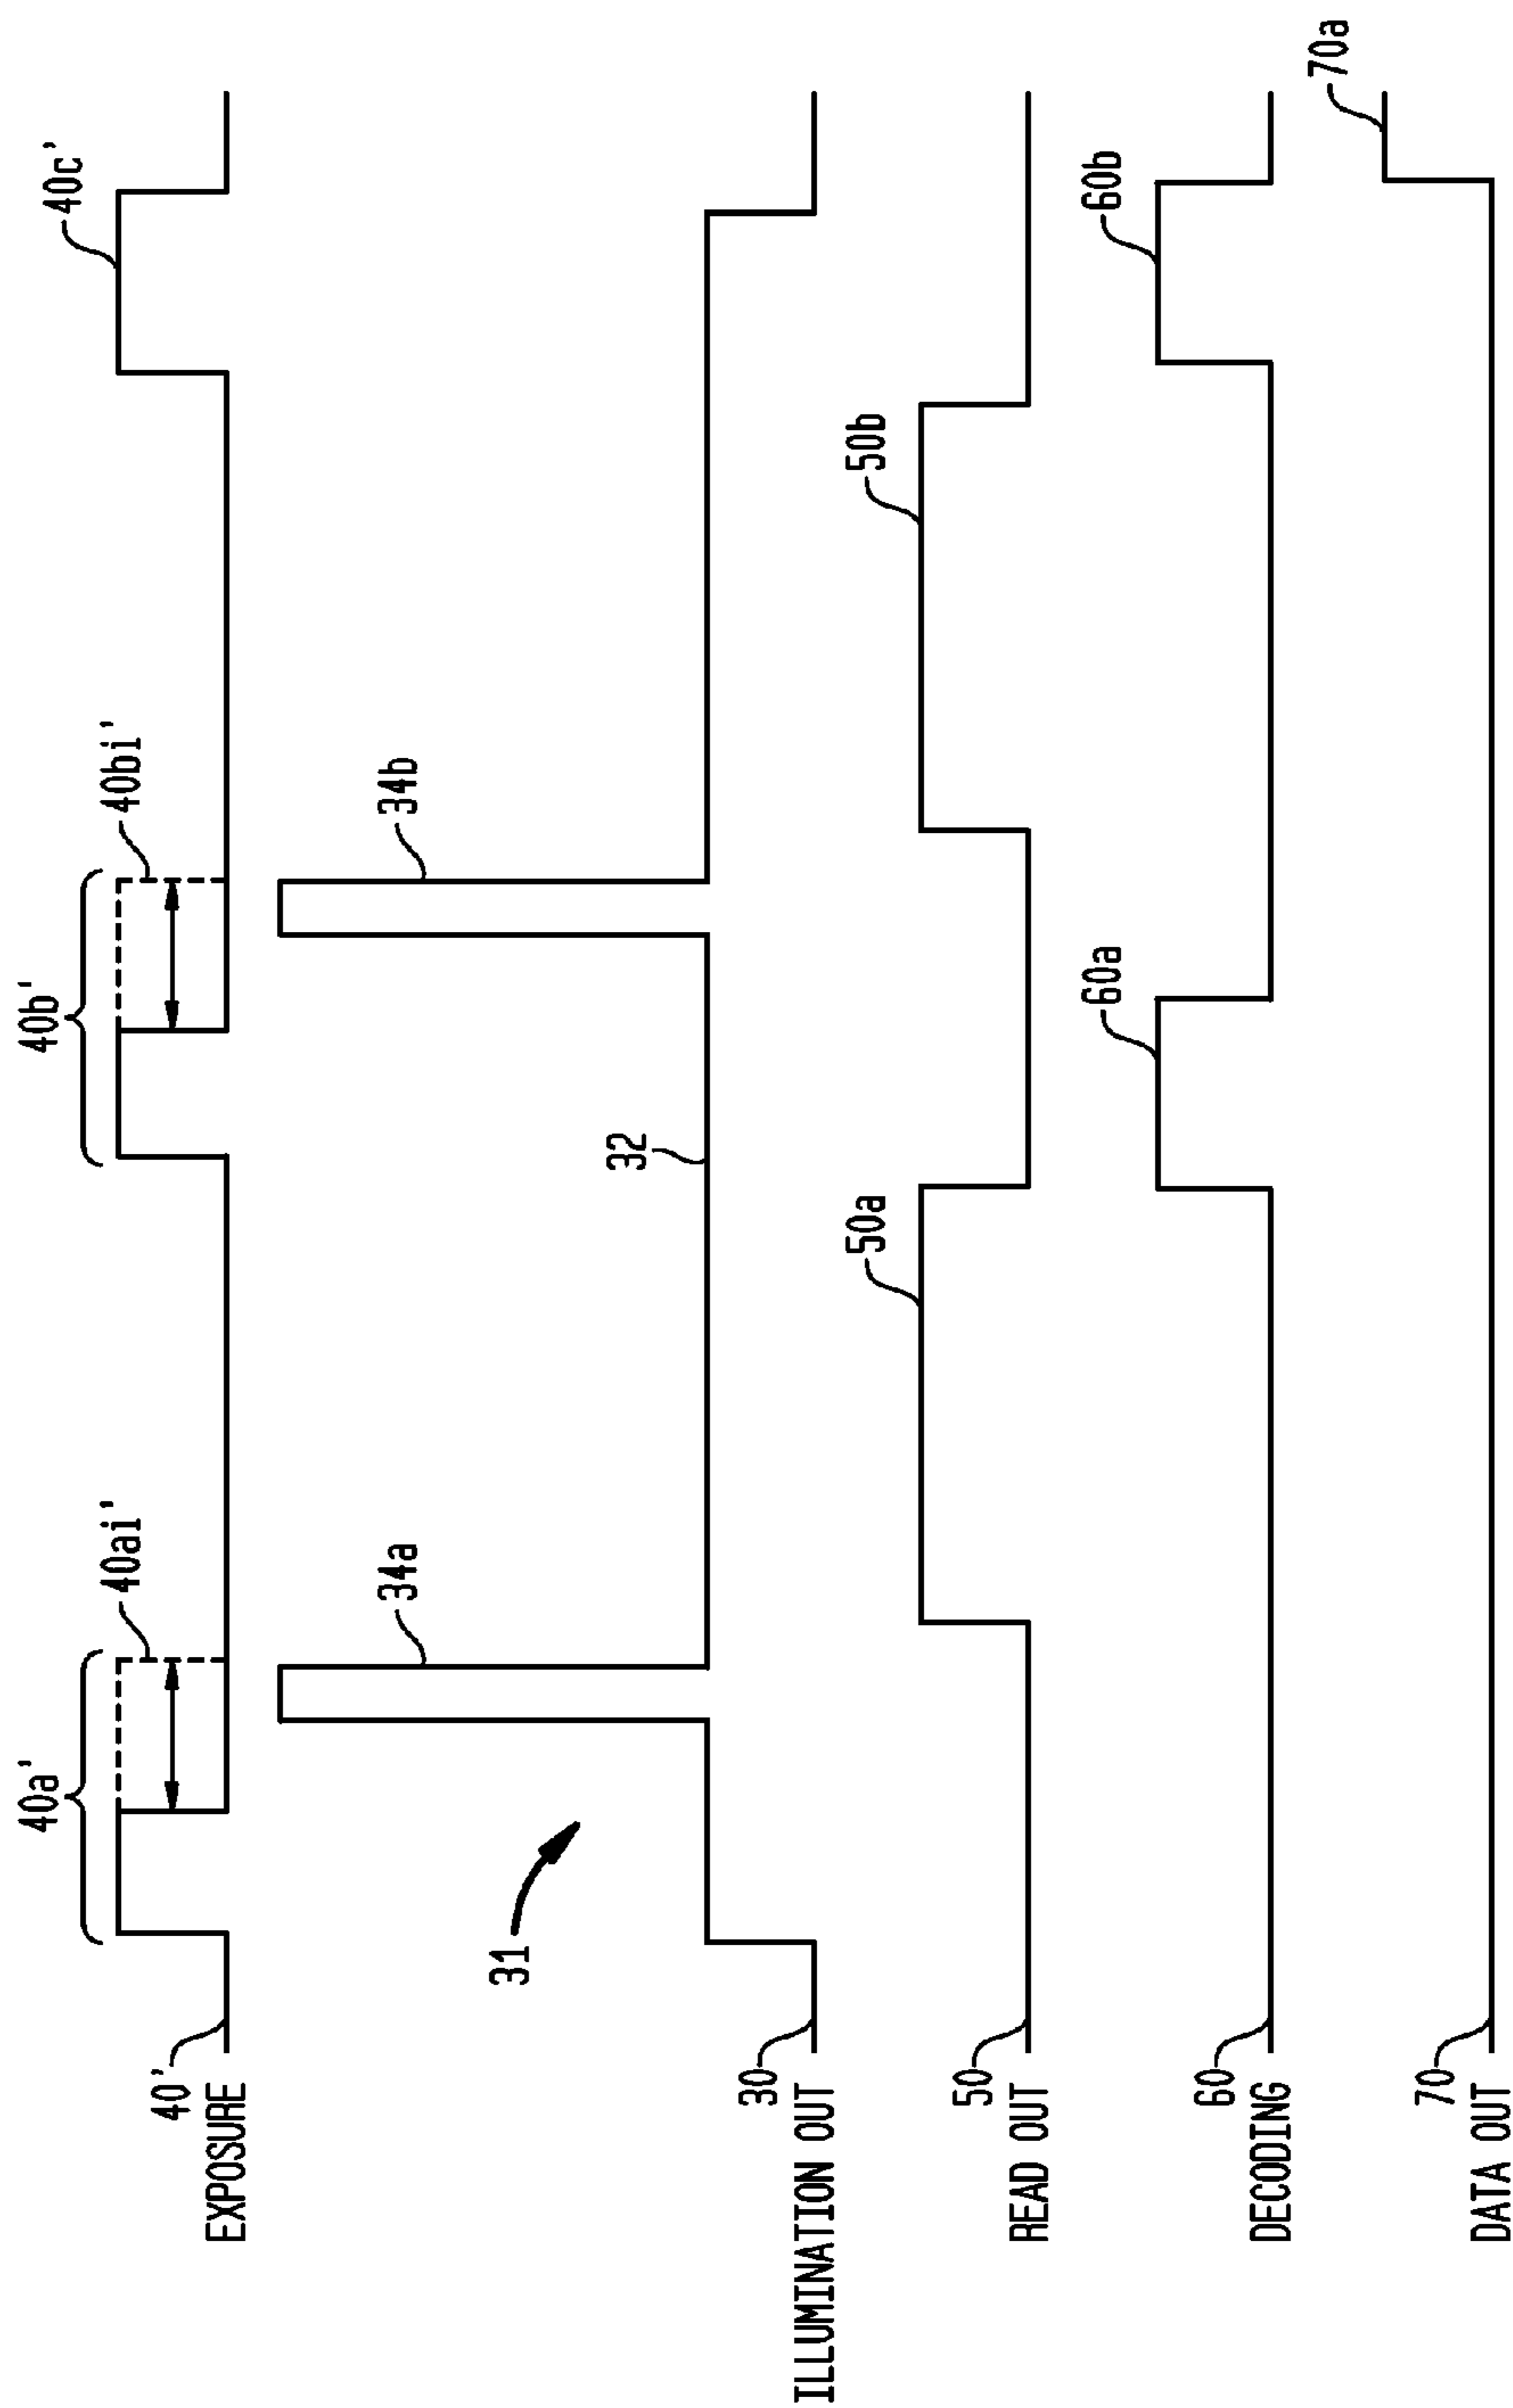 40a'
40b'
40c'
40ai'
40bi'
40'
EXPOSURE
34a
34b
31
32
30
ILLUMINATION OUT
50a
50b
50
READ OUT
60a
60b
60
DECODING
70a
70
DATA OUT